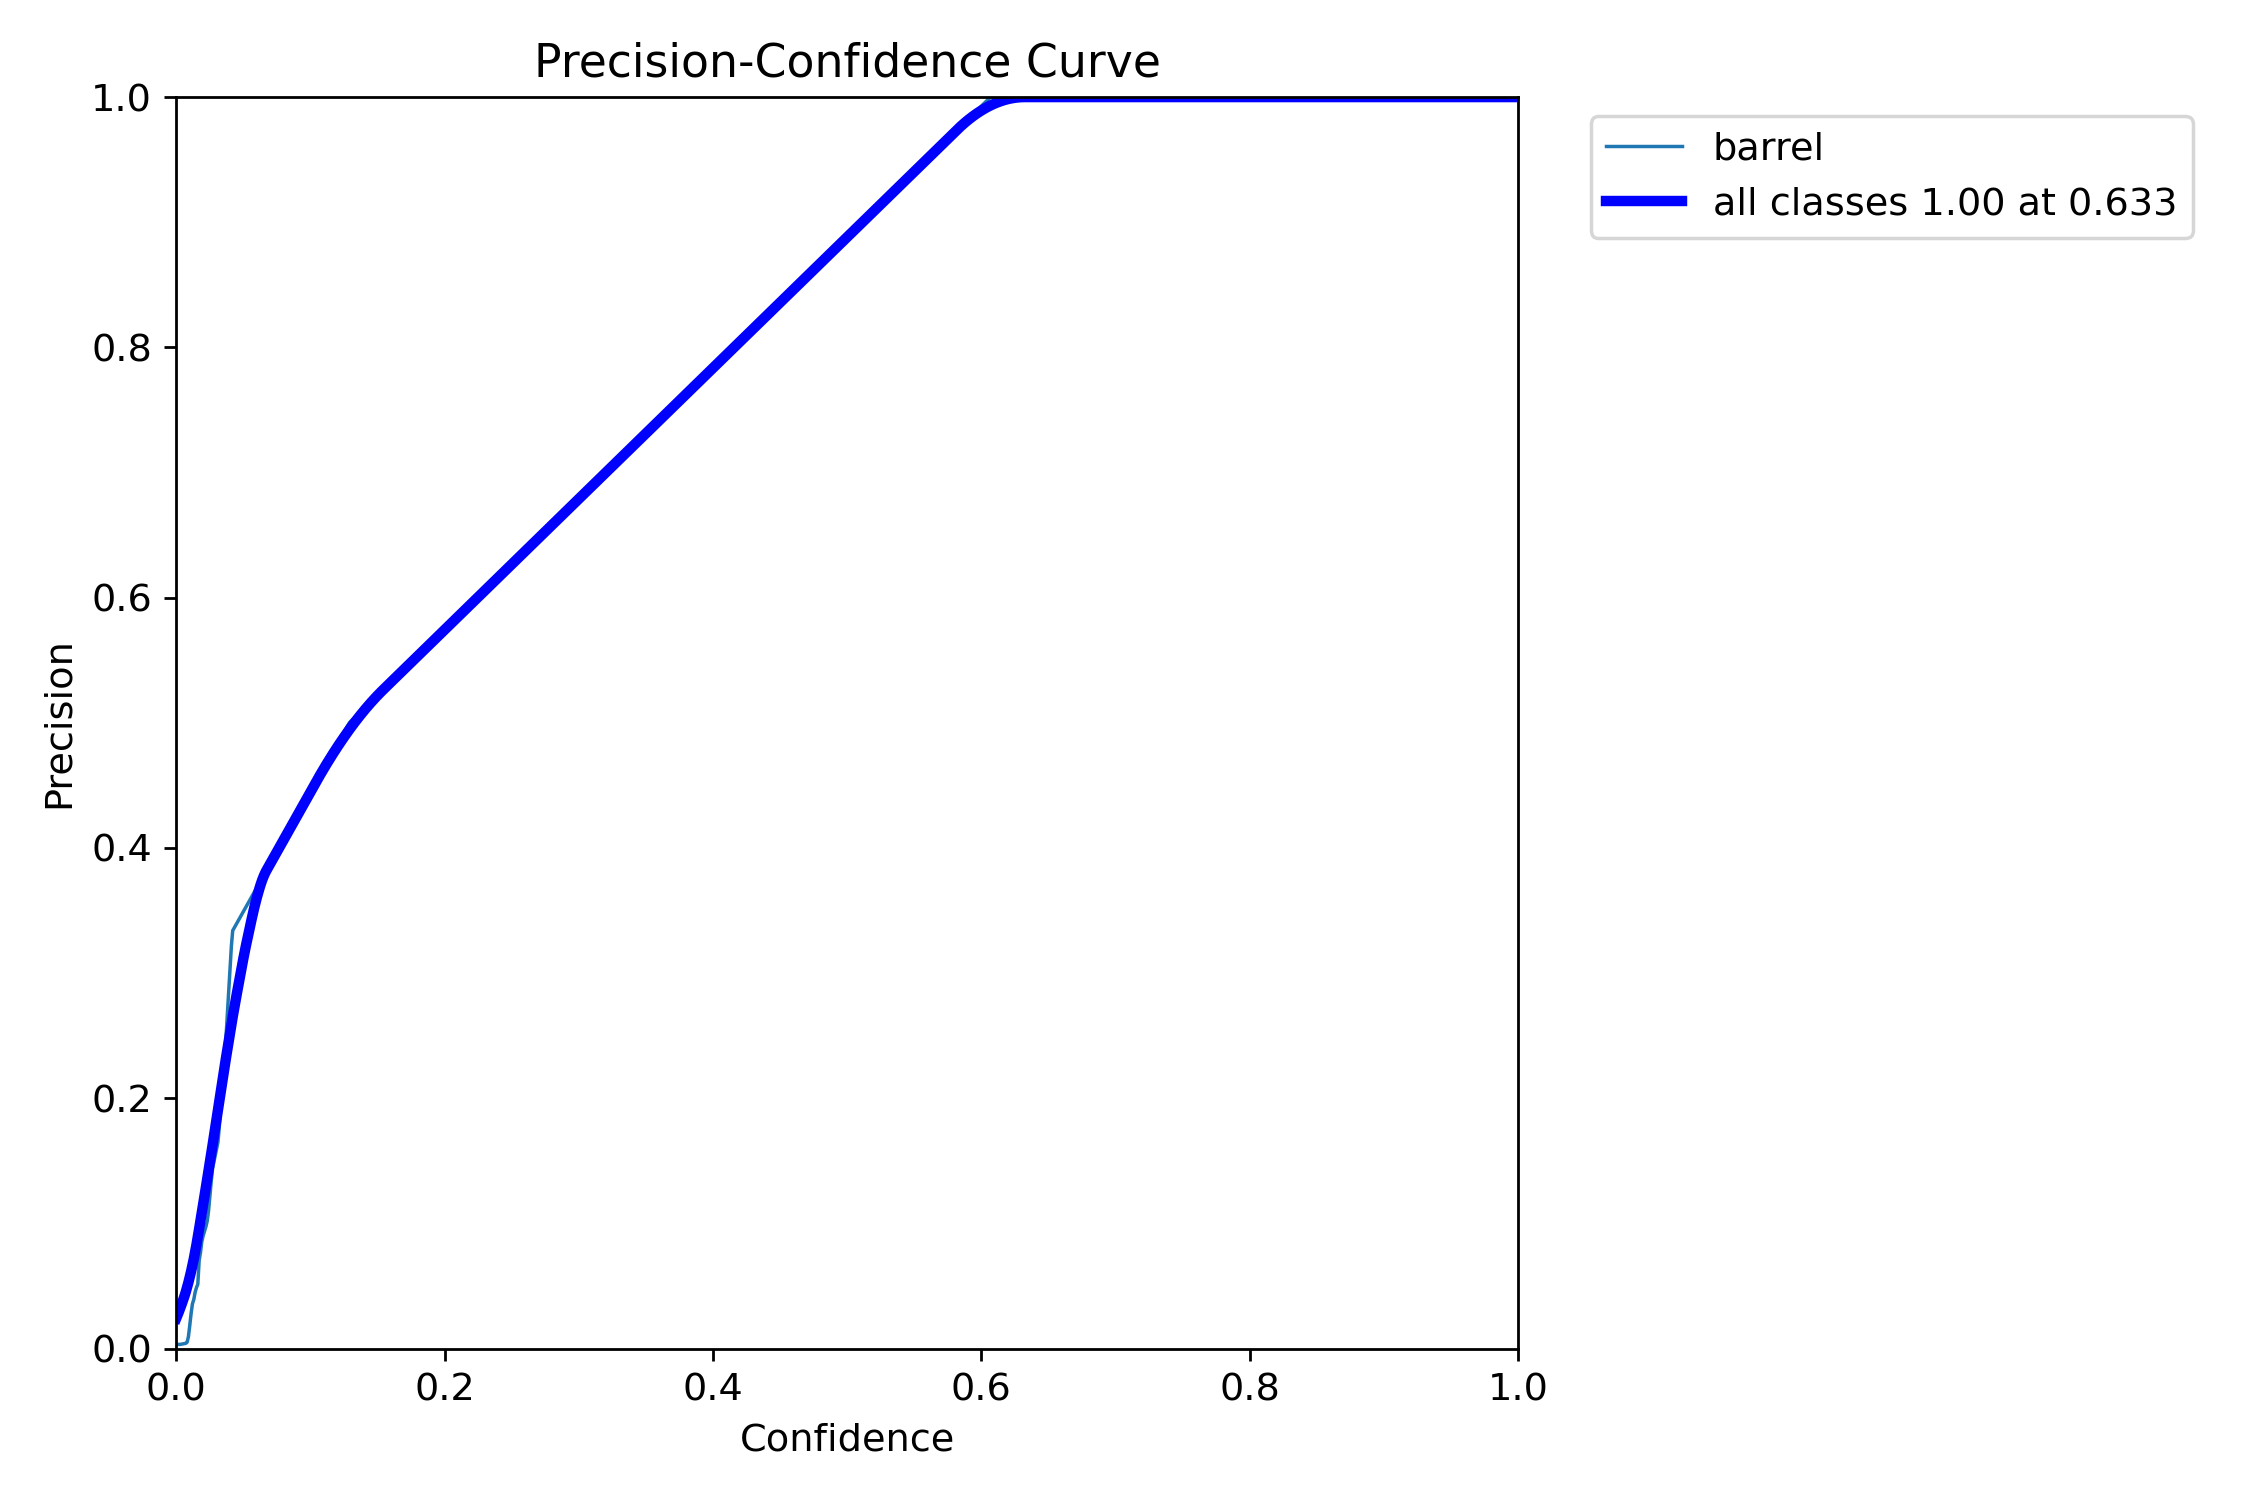 Precision-Confidence Curve
1.0
0.8
0.6
0.4
0.2
0.0
Precision
0.0 0.2 0.4 0.6 0.8 1.0
Confidence
barrel
all classes 1.00 at 0.633